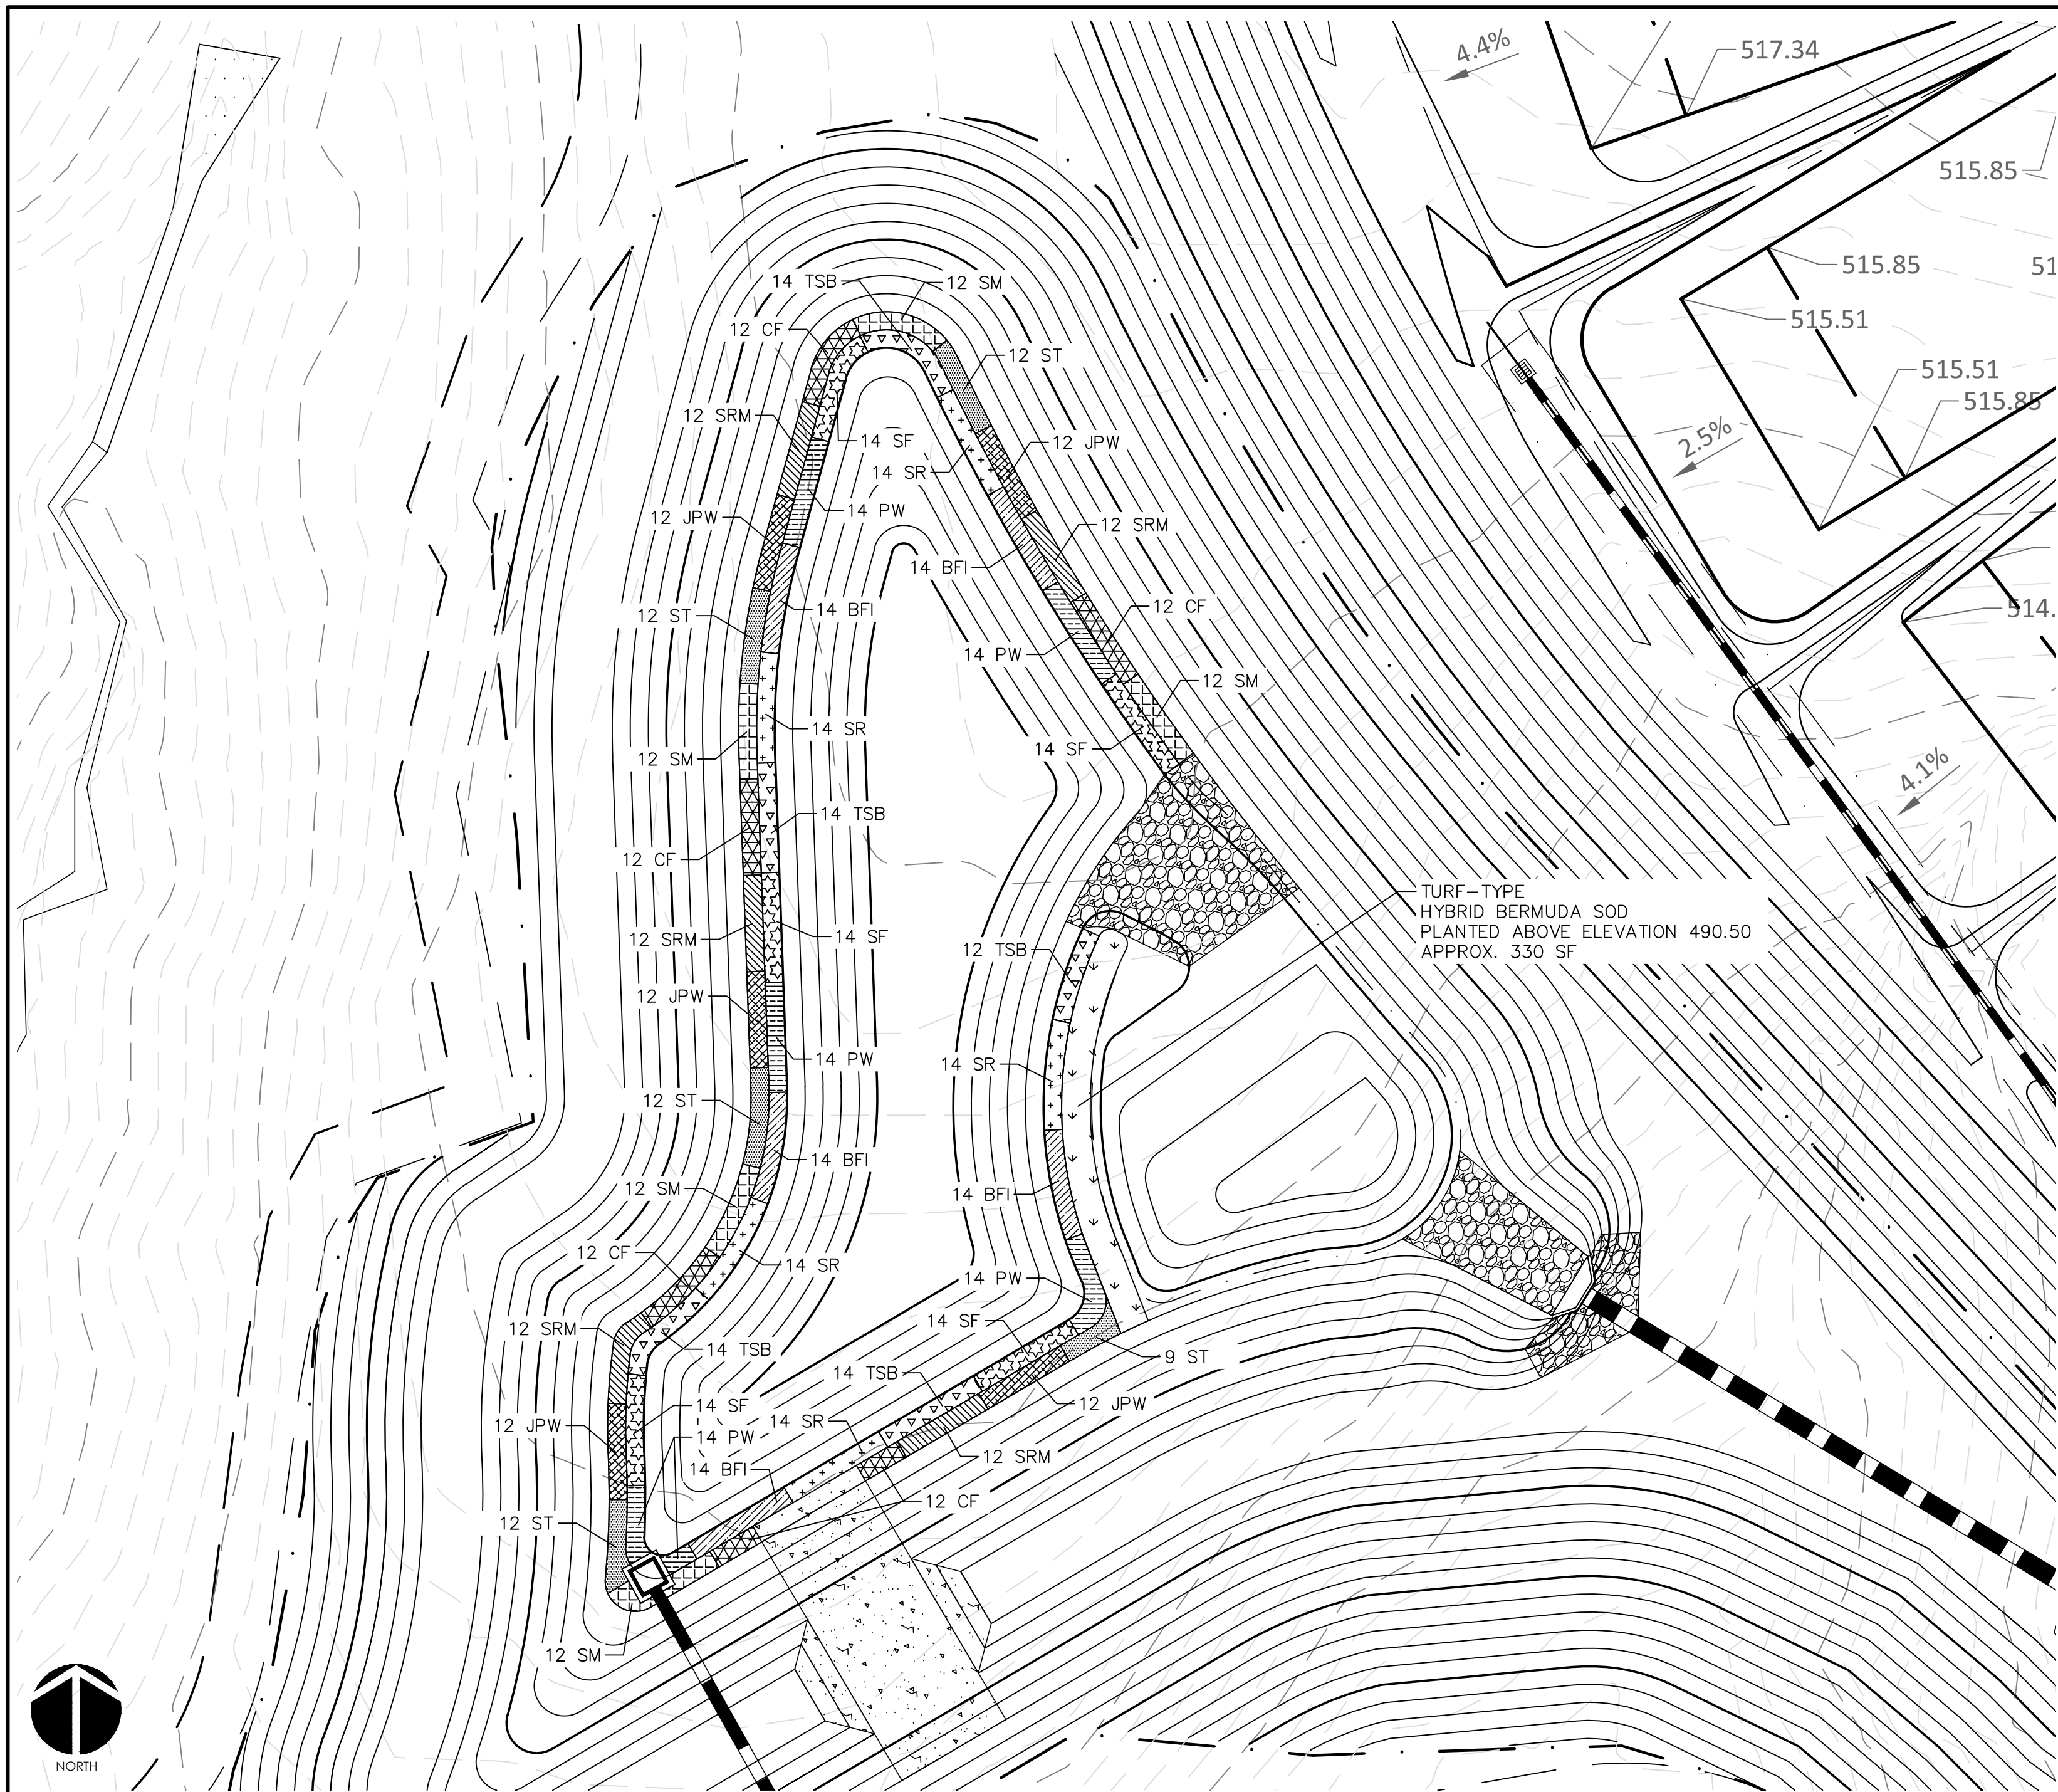 4.4%
517.34
515.85
515.85
515.51
515.51
515.85
2.5%
4.1%
14 TSB
12 SM
12 CF
12 ST
12 SRM
14 SF
12 JPW
14 SR
14 PW
12 JPW
12 SRM
14 BFI
12 ST
14 BFI
12 CF
14 PW
12 SM
14 SR
14 SF
12 SM
14 TSB
12 CF
TURF-TYPE
HYBRID BERMUDA SOD
PLANTED ABOVE ELEVATION 490.50
APPROX. 330 SF
12 SRM
14 SF
12 TSB
12 JPW
14 PW
14 SR
12 ST
14 BFI
12 SM
14 BFI
12 CF
14 SR
14 PW
12 SRM
14 TSB
14 SF
9 ST
14 TSB
12 JPW
14 SF
14 SR
12 JPW
14 PW
14 BFI
12 SRM
12 CF
12 ST
12 SM
NORTH